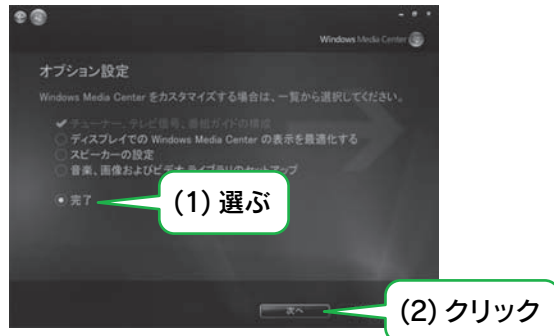 Windows Media Center
オプション設定
Windows Media Center をカスタマイズする場合は、一覧から選択してください。
チューナー、テレビ信号、番組ガイドの構成
ディスプレイでの Windows Media Center の表示を最適化する
スピーカーの設定
音楽、画像およびビデオ ライブラリのセットアップ
完了
(1) 選ぶ
次へ
(2) クリック